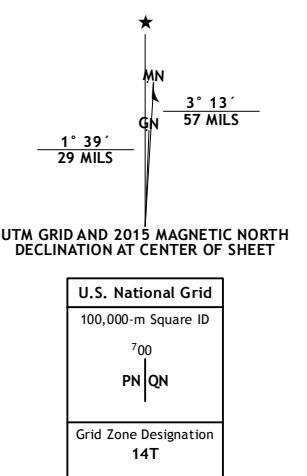 ★
MN
3° 13´
57 MILS
GN
1° 39´
29 MILS
UTM GRID AND 2015 MAGNETIC NORTH
DECLINATION AT CENTER OF SHEET
U.S. National Grid
100,000-m Square ID
⁷00
PN QN
Grid Zone Designation
14T